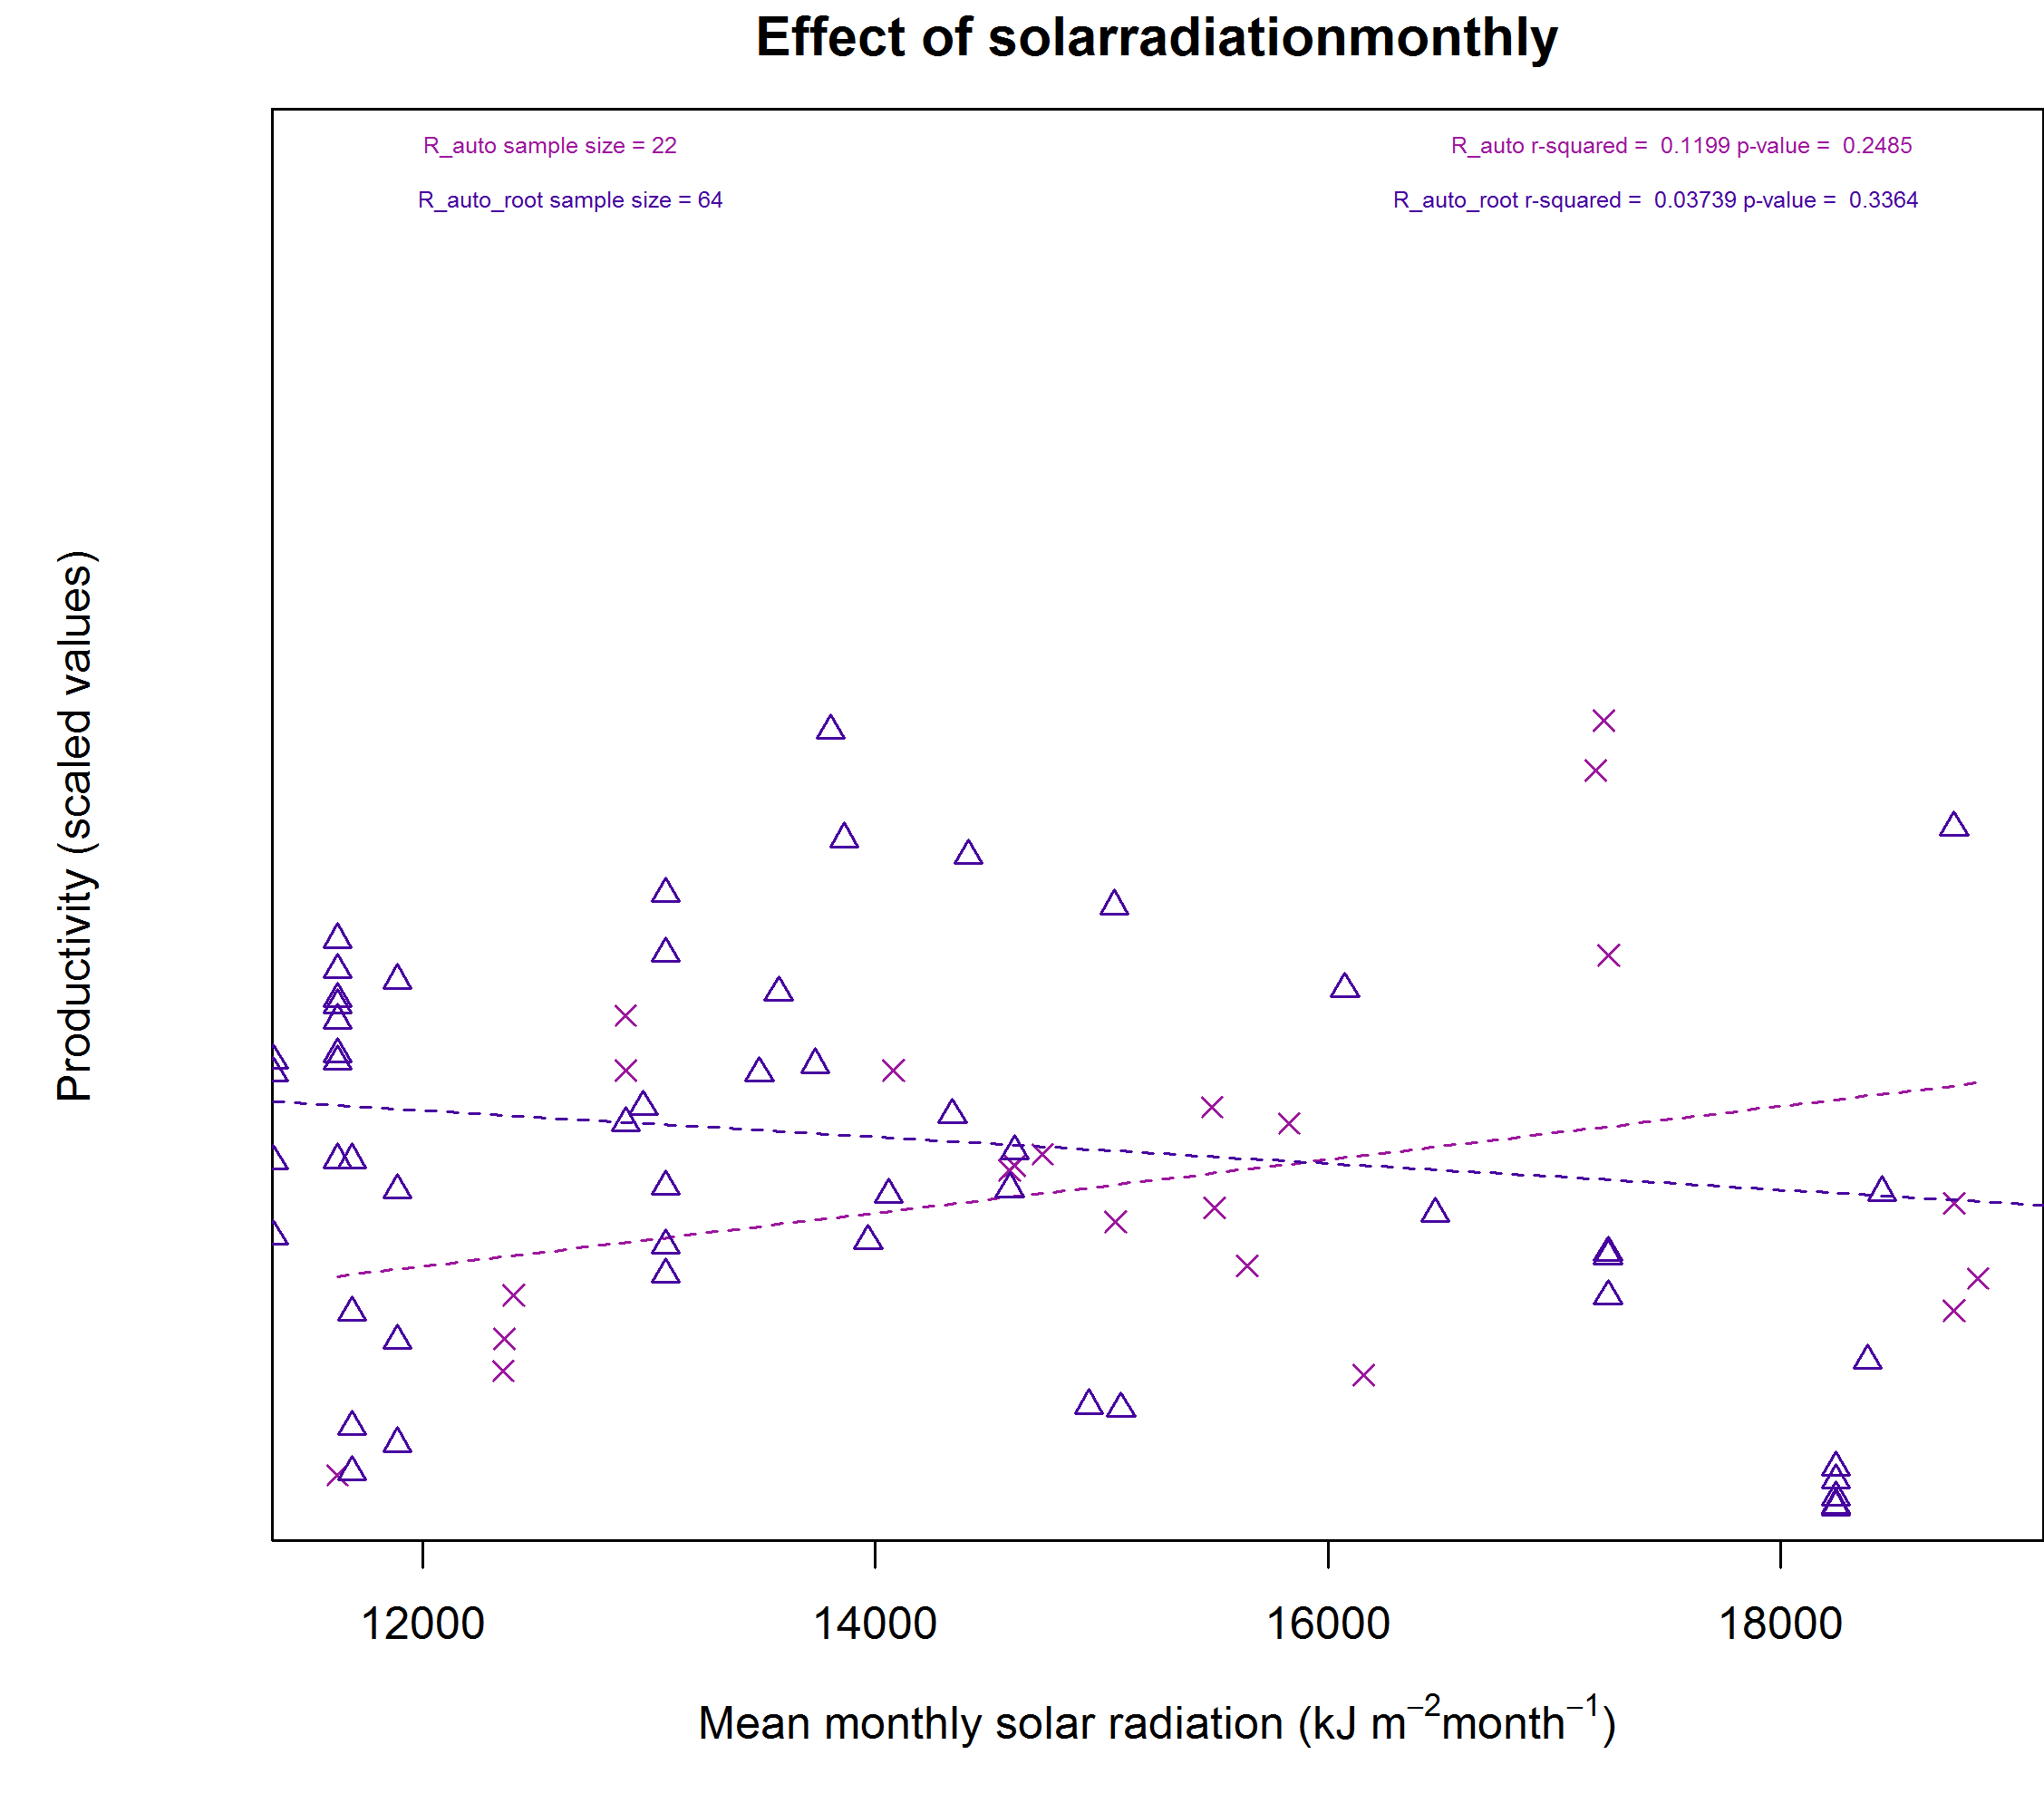 Effect of solarradiationmonthly
R_auto sample size = 22
R_auto r-squared =  0.1199 p-value =  0.2485
R_auto_root sample size = 64
R_auto_root r-squared =  0.03739 p-value =  0.3364
Productivity (scaled values)
12000
14000
16000
18000
Mean monthly solar radiation (kJ m⁻²month⁻¹)